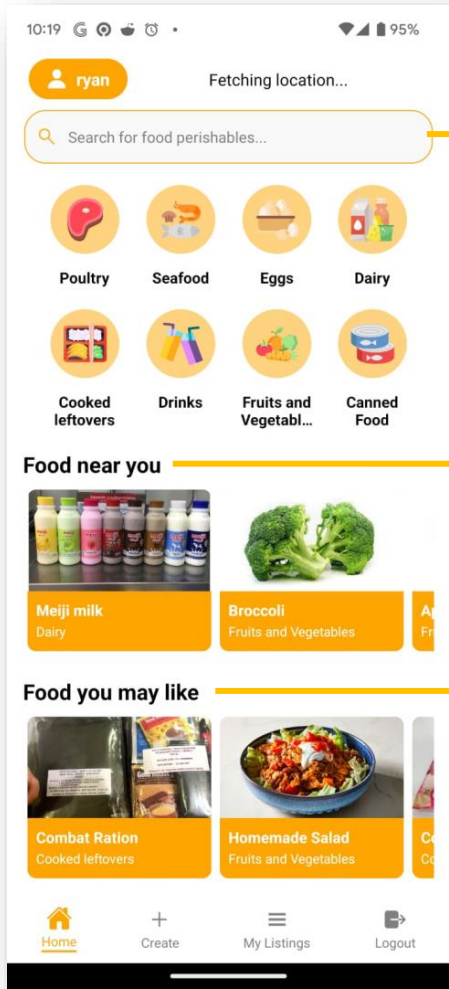 10:19
95%
ryan
Fetching location...
Search for food perishables...
Poultry
Seafood
Eggs
Dairy
Cooked
leftovers
Drinks
Fruits and
Vegetabl...
Canned
Food
Food near you
Meiji milk
Dairy
Broccoli
Fruits and Vegetables
Food you may like
Combat Ration
Cooked leftovers
Homemade Salad
Fruits and Vegetables
Home
Create
My Listings
Logout